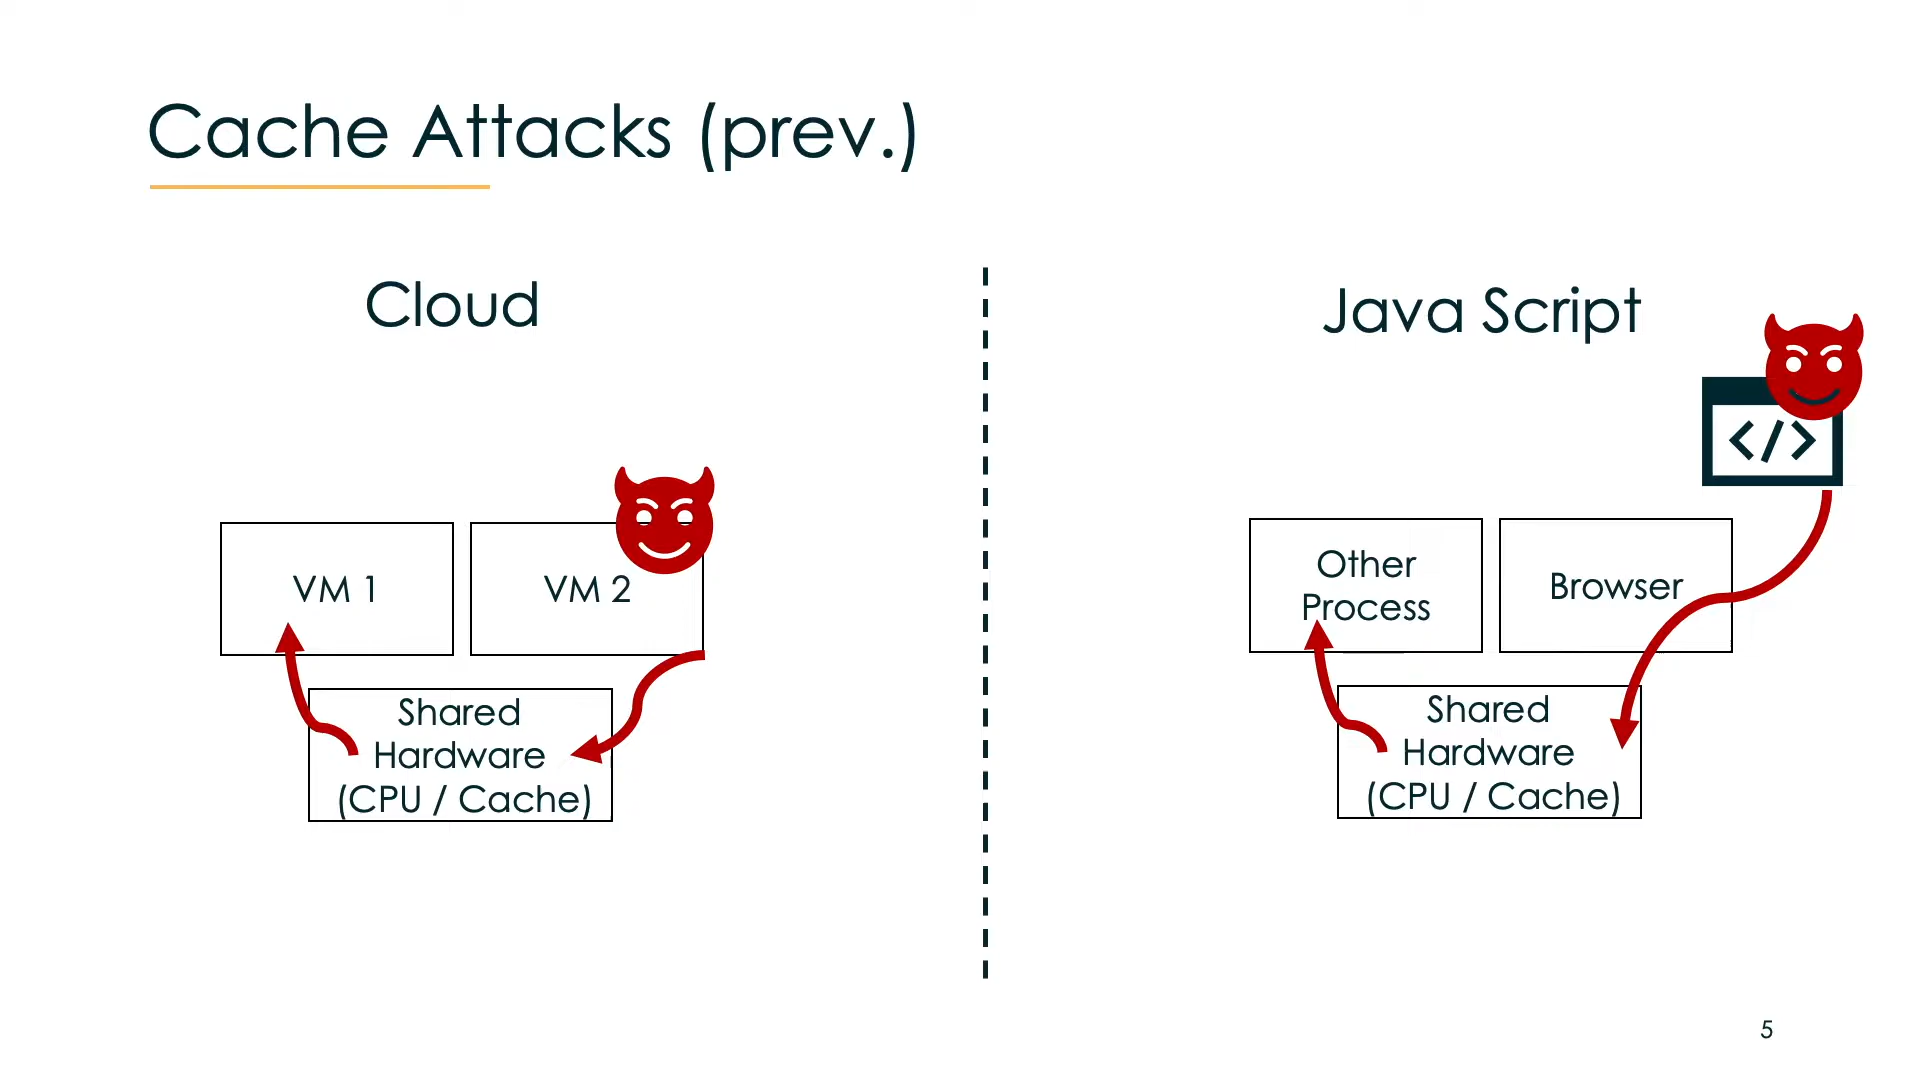 Cache Attacks (prev.)
Cloud
VM 1
VM 2
Shared
Hardware
(CPU / Cache)
Java Script
</>
Other
Process
Browser
Shared
Hardware
(CPU / Cache)
5